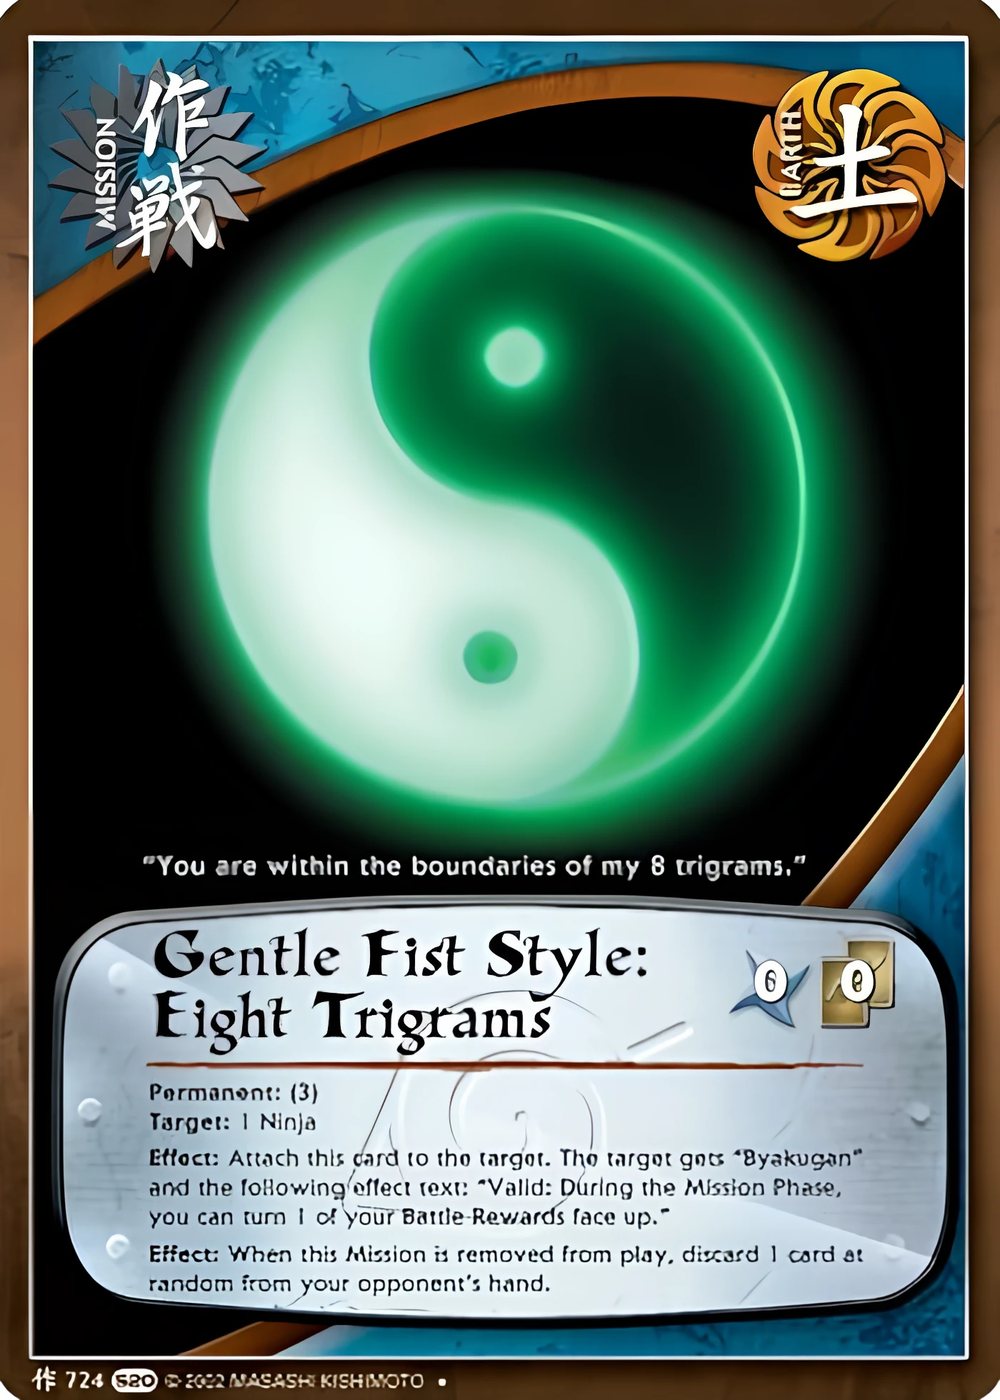 作戦
MISSION
土
EARTH
"You are within the boundaries of my 8 trigrams."
Gentle Fist Style:
Eight Trigrams
0
Permanent: (3)
Target: 1 Ninja
Effect: Attach this card to the target. The target gets "Byakugan"
and the following effect text: "Valid: During the Mission Phase,
you can turn 1 of your Battle Rewards face up."
Effect: When this Mission is removed from play, discard 1 card at
random from your opponent's hand.
作 724 S20 © 2002 MASASHI KISHIMOTO